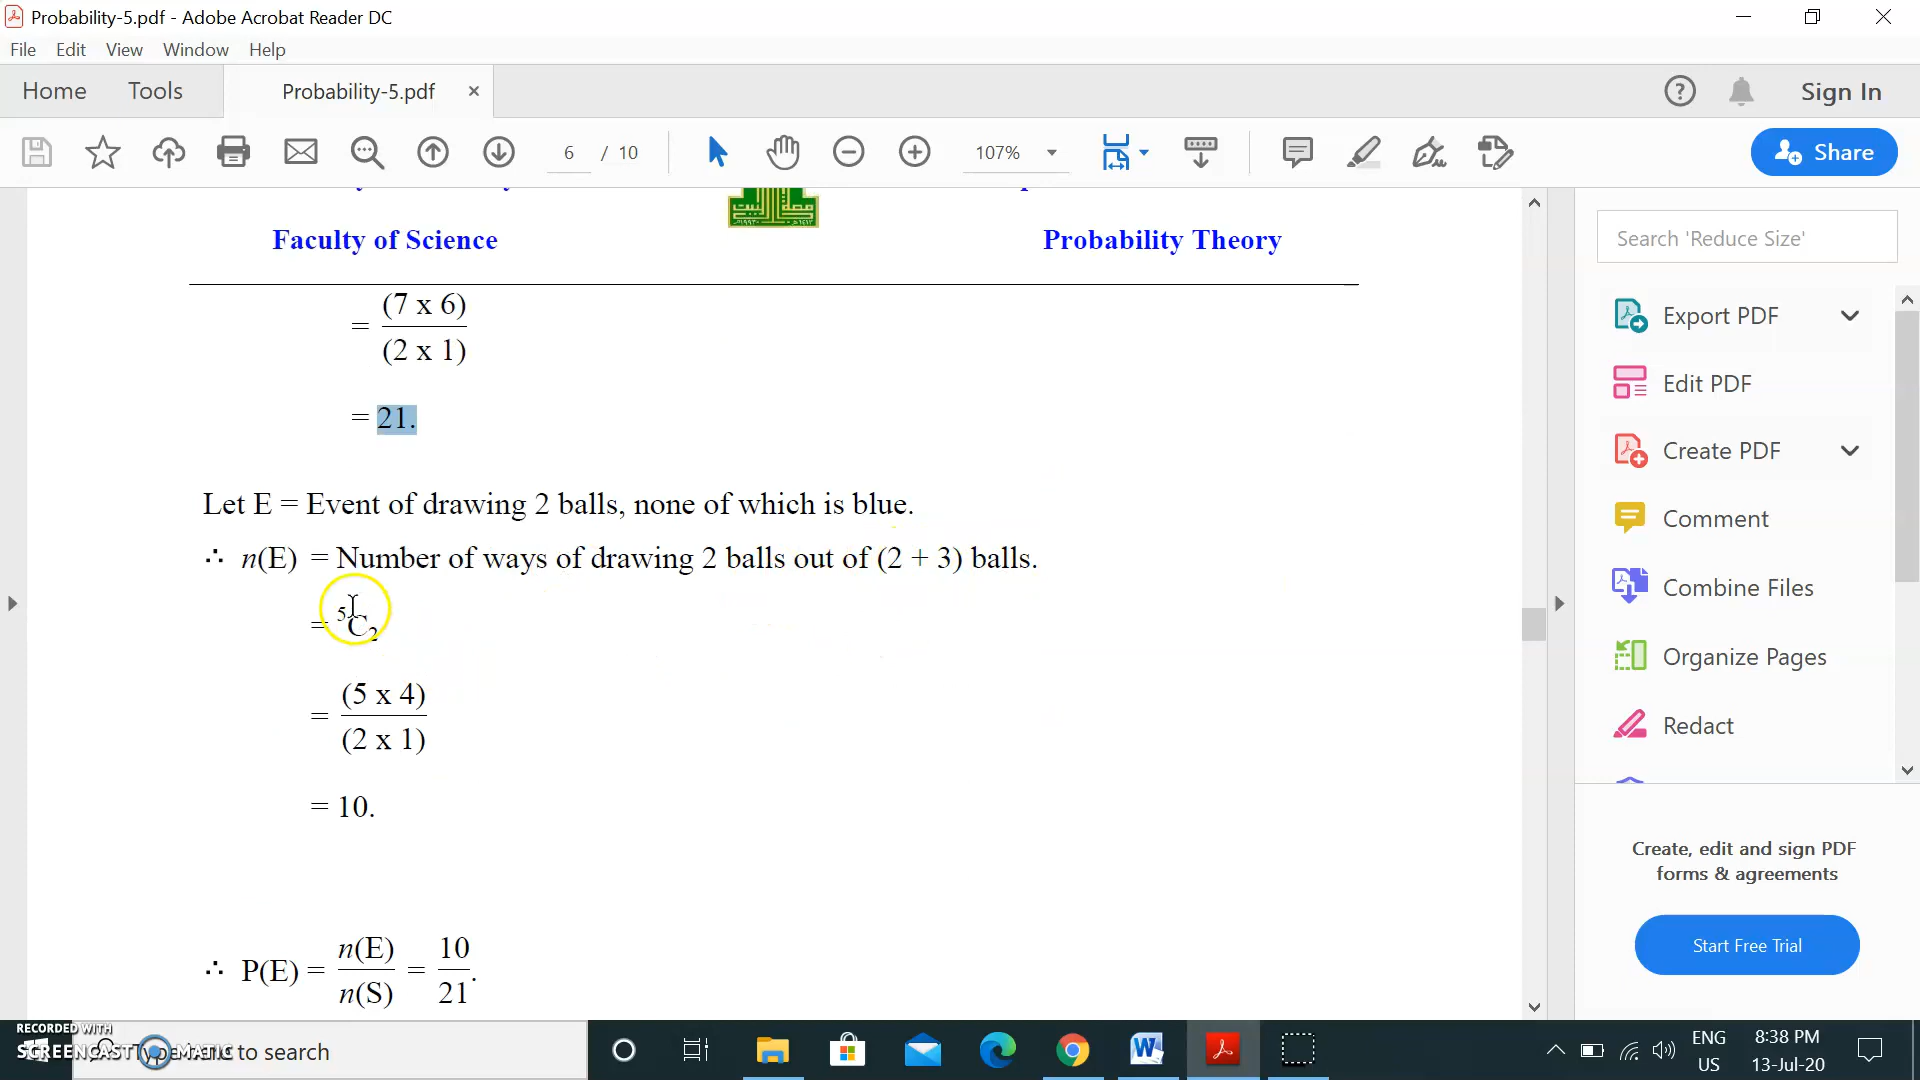 Probability-5.pdf - Adobe Acrobat Reader DC
File Edit View Window Help
Home Tools Probability-5.pdf × Sign In
6 / 10 107% Share
Faculty of Science Probability Theory
= (7 x 6)
(2 x 1)
= 21.
Let E = Event of drawing 2 balls, none of which is blue.
∴ n(E) = Number of ways of drawing 2 balls out of (2 + 3) balls.
= ⁵C₂
= (5 x 4)
(2 x 1)
= 10.
∴ P(E) = n(E) = 10 .
n(S) 21
Search 'Reduce Size'
Export PDF
Edit PDF
Create PDF
Comment
Combine Files
Organize Pages
Redact
Create, edit and sign PDF
forms & agreements
Start Free Trial
RECORDED WITH
SCREENCAST MATIC
to search
ENG
US
8:38 PM
13-Jul-20